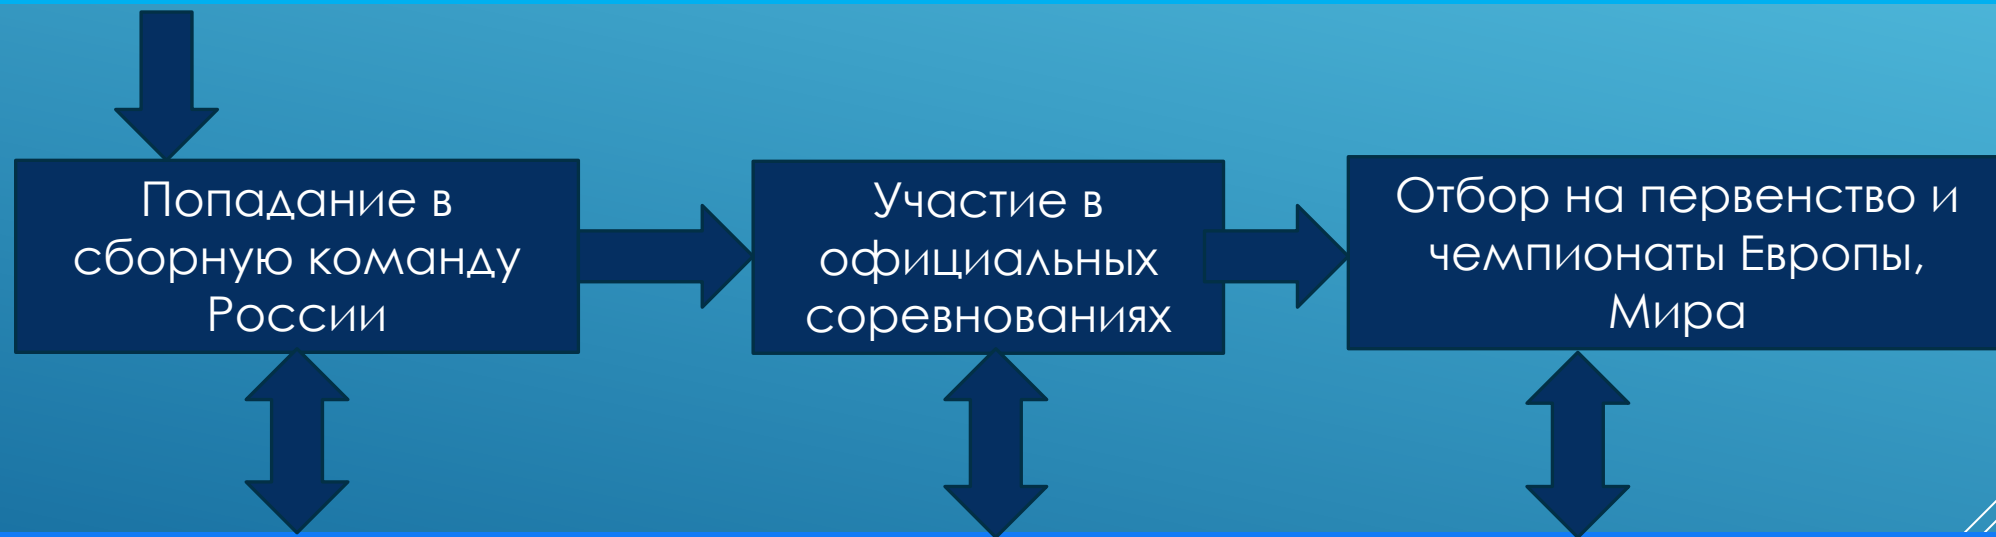 Попадание в
сборную команду
России
Участие в
официальных
соревнованиях
Отбор на первенство и
чемпионаты Европы,
Мира